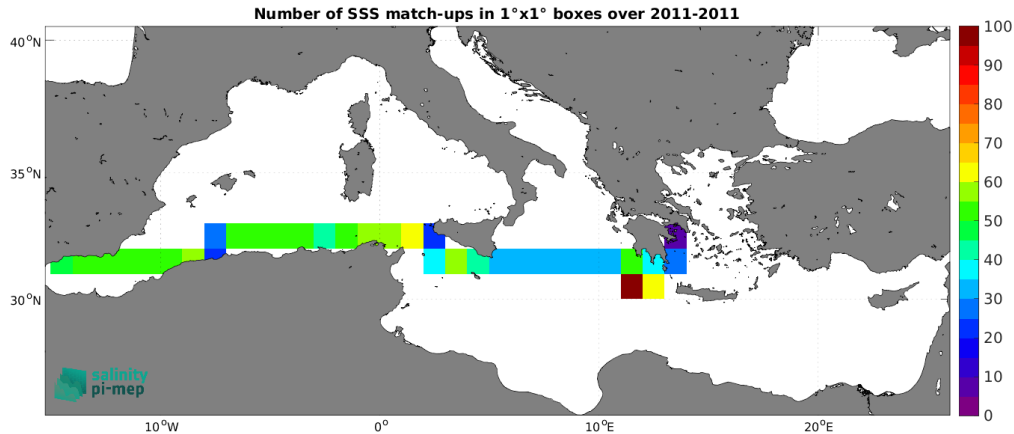 Number of SSS match-ups in 1°x1° boxes over 2011-2011
40°N
35°N
30°N
10°W
0°
10°E
20°E
100
90
80
70
60
50
40
30
20
10
0
salinity
pi-mep